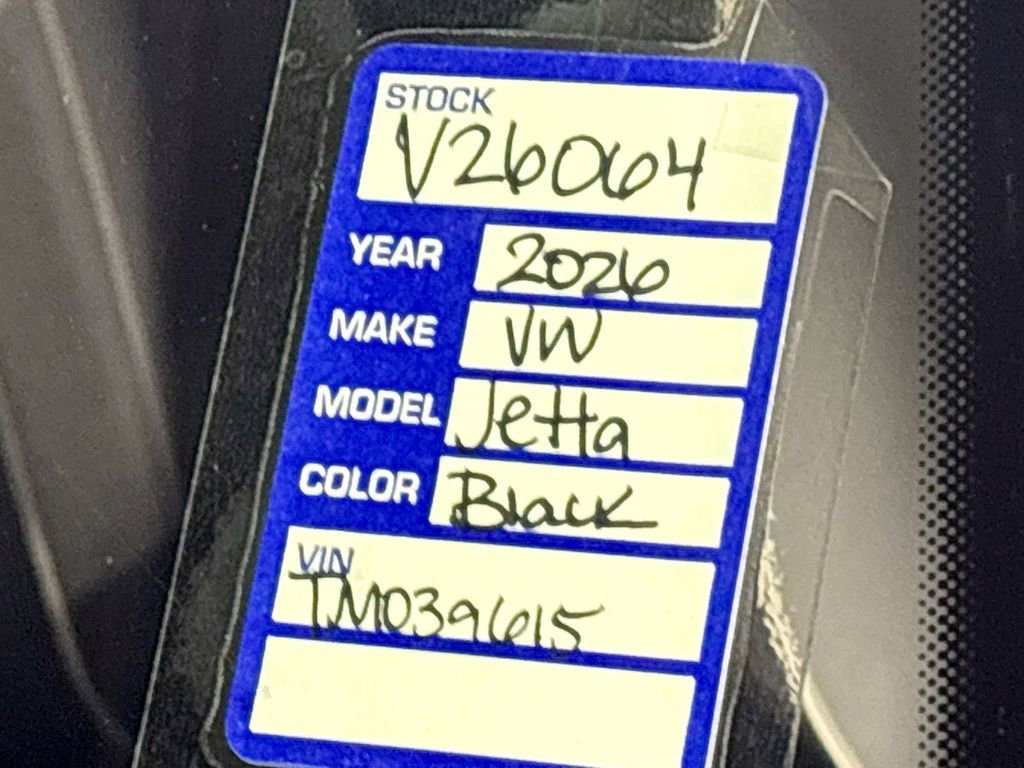 STOCK
V26064
YEAR 2026
MAKE VW
MODEL Jetta
COLOR Black
VIN
TM039615